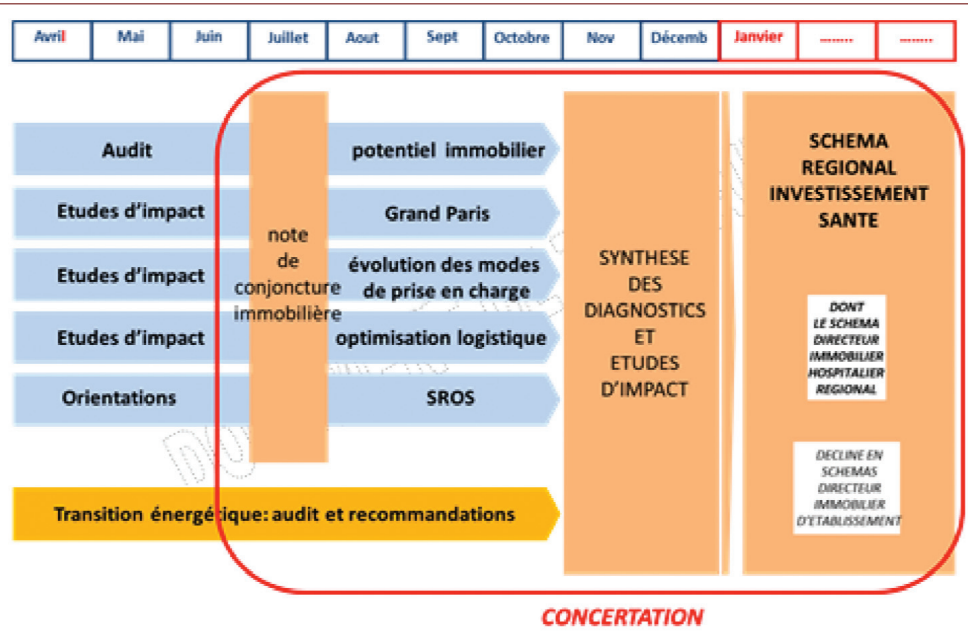 Avril Mai Juin Juillet Aout Sept Octobre Nov Décemb Janvier ........ ........
Audit
potentiel immobilier
Etudes d'impact
Grand Paris
Etudes d'impact
évolution des modes
de prise en charge
Etudes d'impact
optimisation logistique
Orientations
SROS
note
de
conjoncture
immobilière
Transition énergétique: audit et recommandations
SYNTHESE
DES
DIAGNOSTICS
ET
ETUDES
D'IMPACT
SCHEMA
REGIONAL
INVESTISSEMENT
SANTE
DONT
LE SCHEMA
DIRECTEUR
IMMOBILIER
HOSPITALIER
REGIONAL
DECLINE EN
SCHEMAS
DIRECTEUR
IMMOBILIER
D'ETABLISSEMENT
CONCERTATION